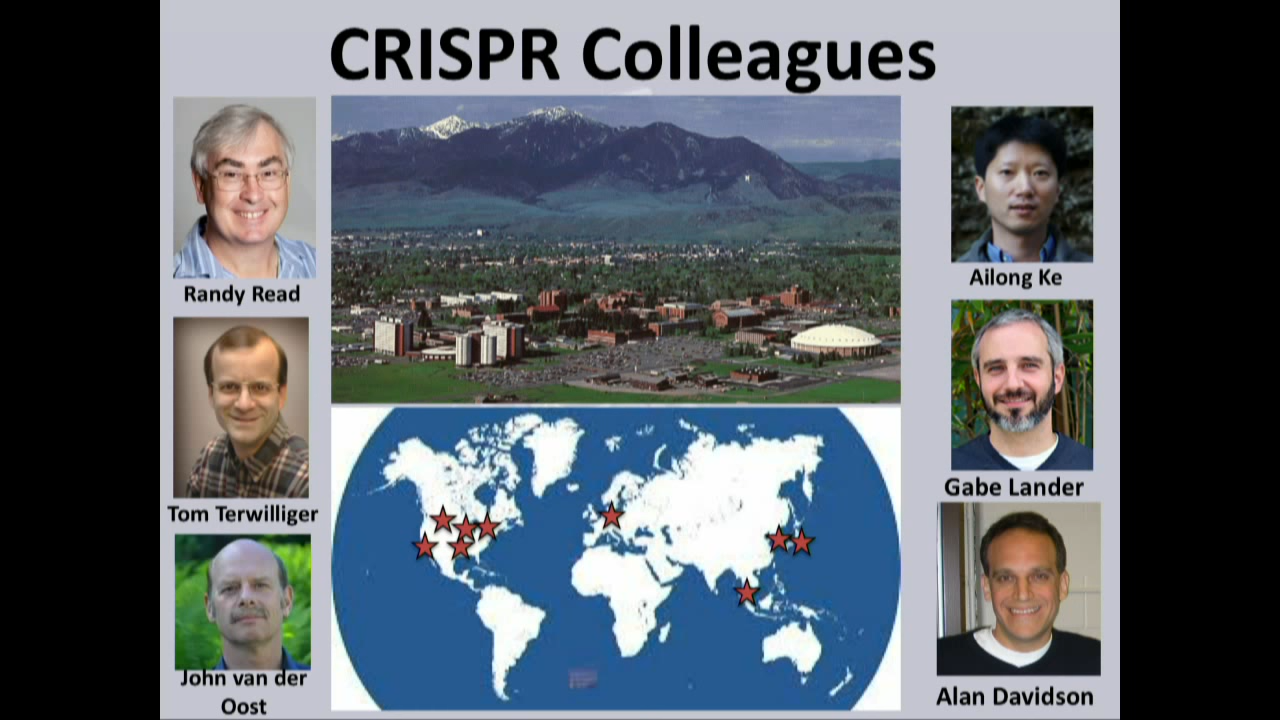 CRISPR Colleagues
Randy Read
Tom Terwilliger
John van der
Oost
Ailong Ke
Gabe Lander
Alan Davidson